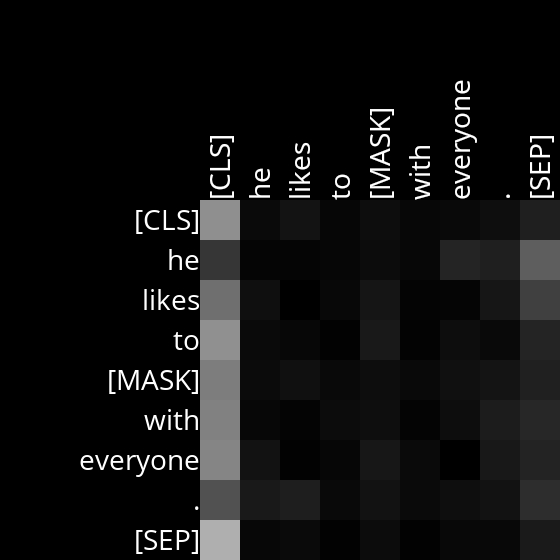 [CLS] he likes to [MASK] with everyone . [SEP]
[CLS]
he
likes
to
[MASK]
with
everyone
.
[SEP]